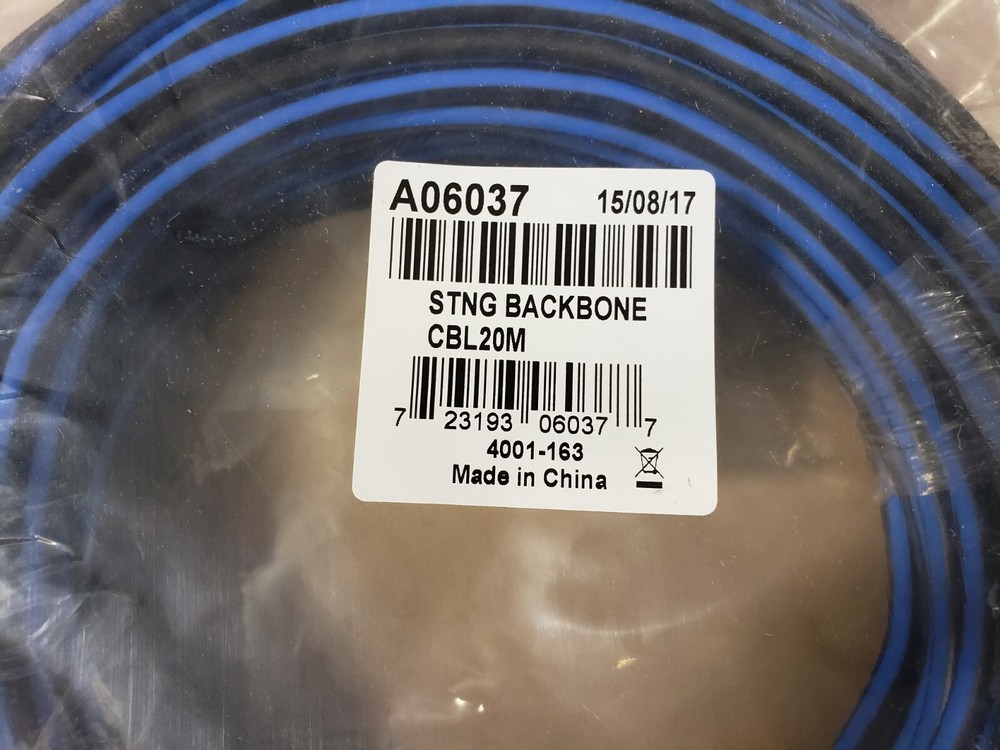 A06037 15/08/17
STNG BACKBONE
CBL20M
7 23193 06037 7
4001-163
Made in China